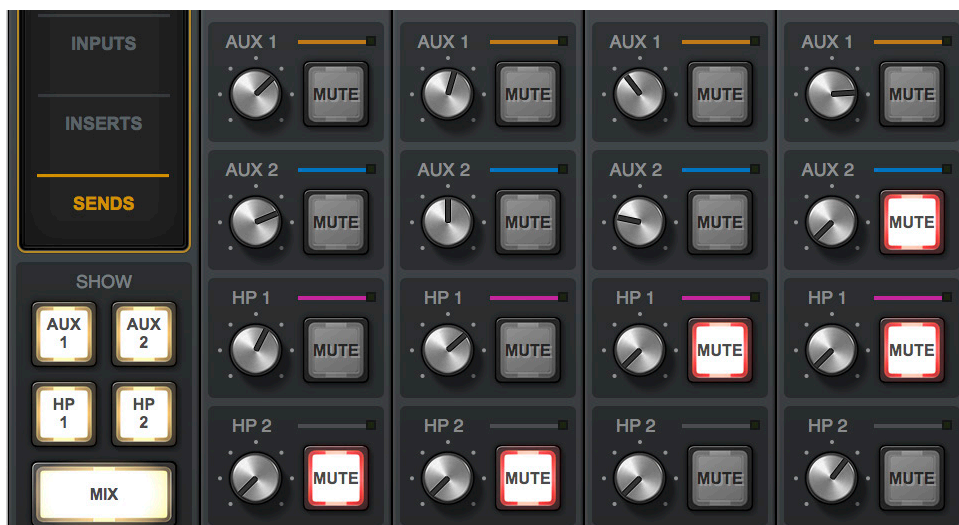 INPUTS
INSERTS
SENDS
SHOW
AUX
1
AUX
2
HP
1
HP
2
MIX
AUX 1
MUTE
AUX 2
MUTE
HP 1
MUTE
HP 2
MUTE
AUX 1
MUTE
AUX 2
MUTE
HP 1
MUTE
HP 2
MUTE
AUX 1
MUTE
AUX 2
MUTE
HP 1
MUTE
HP 2
MUTE
AUX 1
MUTE
AUX 2
MUTE
HP 1
MUTE
HP 2
MUTE